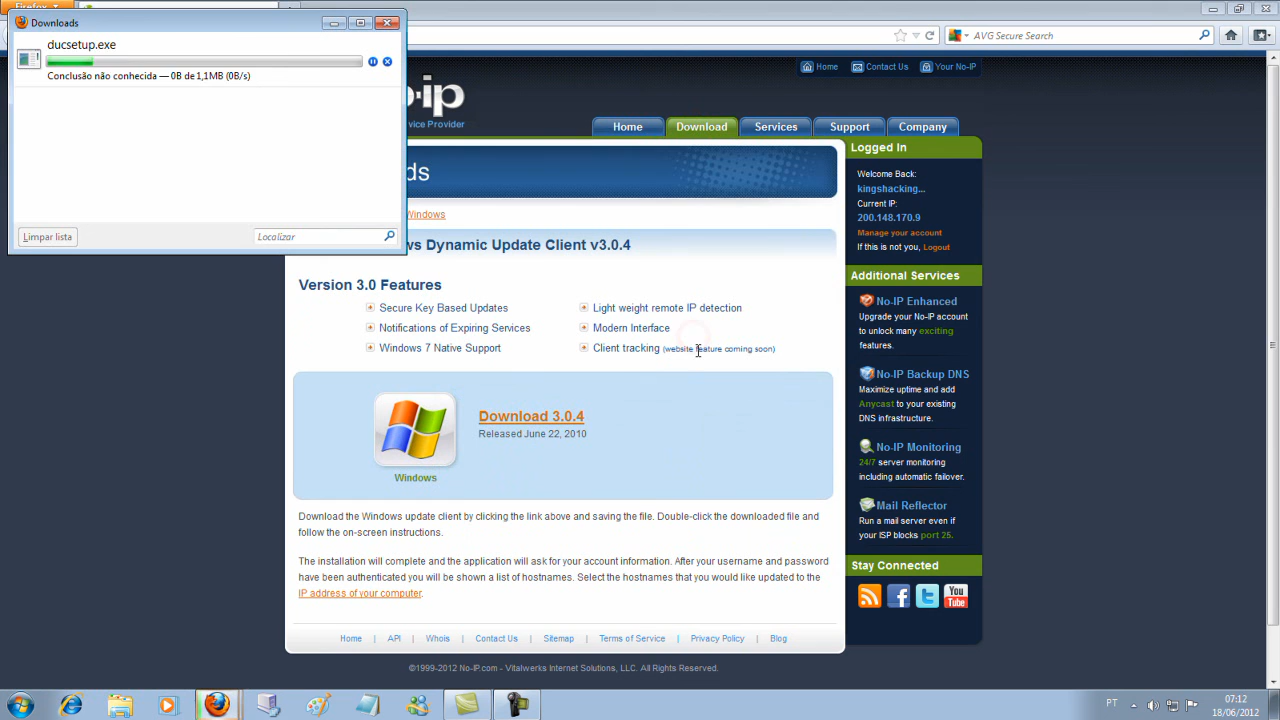 Firefox
Downloads
ducsetup.exe
Conclusão não conhecida — 0B de 1,1MB (0B/s)
Limpar lista
Localizar
AVG Secure Search
Home
Contact Us
Your No-IP
o-ip
vice Provider
Home
Download
Services
Support
Company
ds
Windows
ws Dynamic Update Client v3.0.4
Version 3.0 Features
Secure Key Based Updates
Light weight remote IP detection
Notifications of Expiring Services
Modern Interface
Windows 7 Native Support
Client tracking (website feature coming soon)
Download 3.0.4
Released June 22, 2010
Windows
Download the Windows update client by clicking the link above and saving the file. Double-click the downloaded file and
follow the on-screen instructions.
The installation will complete and the application will ask for your account information. After your username and password
have been authenticated you will be shown a list of hostnames. Select the hostnames that you would like updated to the
IP address of your computer.
Home | API | Whois | Contact Us | Sitemap | Terms of Service | Privacy Policy | Blog
©1999-2012 No-IP.com - Vitalwerks Internet Solutions, LLC. All Rights Reserved.
Logged In
Welcome Back:
kingshacking...
Current IP:
200.148.170.9
Manage your account
If this is not you, Logout
Additional Services
No-IP Enhanced
Upgrade your No-IP account
to unlock many exciting
features.
No-IP Backup DNS
Maximize uptime and add
Anycast to your existing
DNS infrastructure.
No-IP Monitoring
24/7 server monitoring
including automatic failover.
Mail Reflector
Run a mail server even if
your ISP blocks port 25.
Stay Connected
You
Tube
PT
07:12
18/06/2012